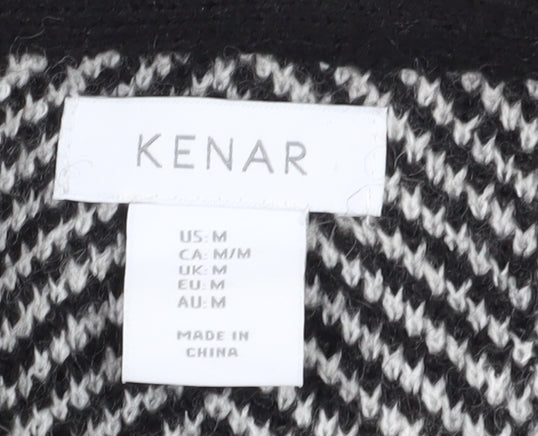 KENAR
US: M
CA: M/M
UK: M
EU: M
AU: M
MADE IN
CHINA